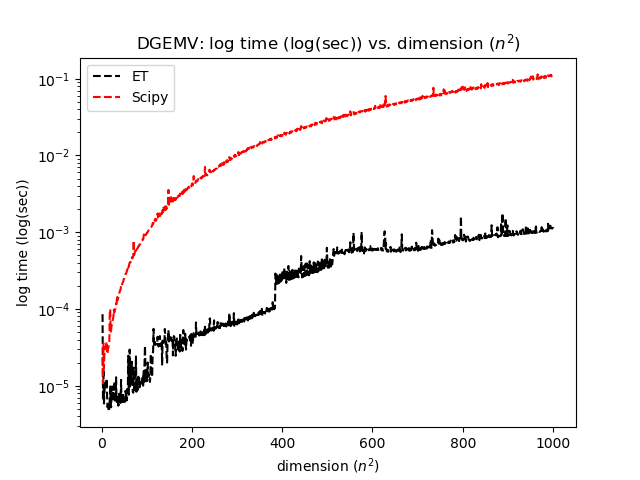 DGEMV: log time (log(sec)) vs. dimension (n²)
ET
Scipy
log time (log(sec))
10⁻¹
10⁻²
10⁻³
10⁻⁴
10⁻⁵
0 200 400 600 800 1000
dimension (n²)